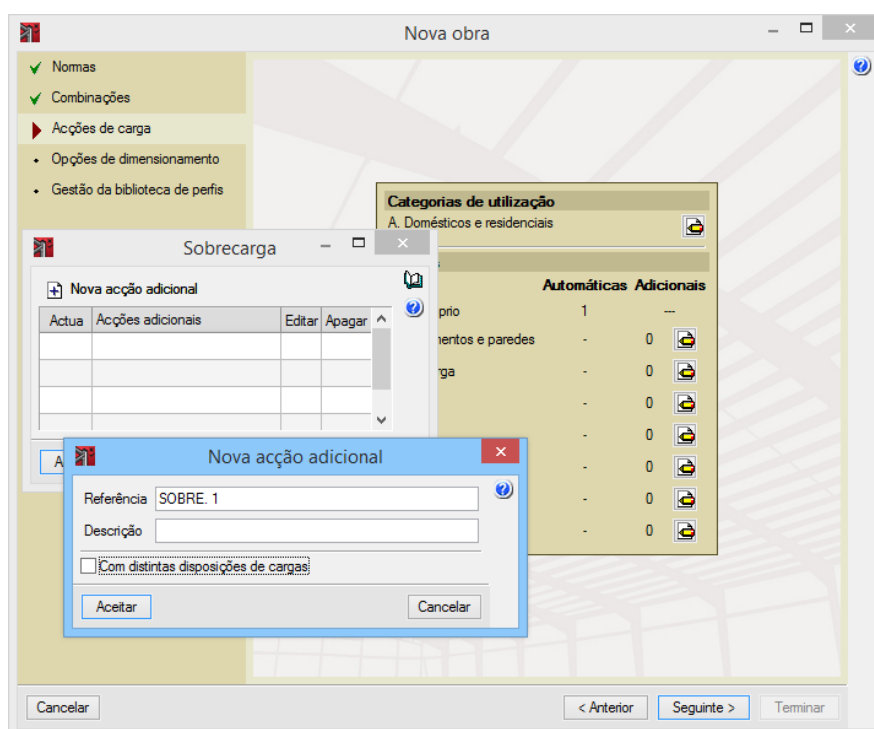 Nova obra
Normas
Combinações
Acções de carga
Opções de dimensionamento
Gestão da biblioteca de perfis
Categorias de utilização
A. Domésticos e residenciais
Automáticas Adicionais
prio 1 ---
entos e paredes - 0
rga - 0
- 0
- 0
- 0
- 0
- 0
Sobrecarga
Nova acção adicional
Actua Acções adicionais Editar Apagar
A
Nova acção adicional
Referência SOBRE. 1
Descrição
Com distintas disposições de cargas
Aceitar Cancelar
Cancelar < Anterior Seguinte > Terminar